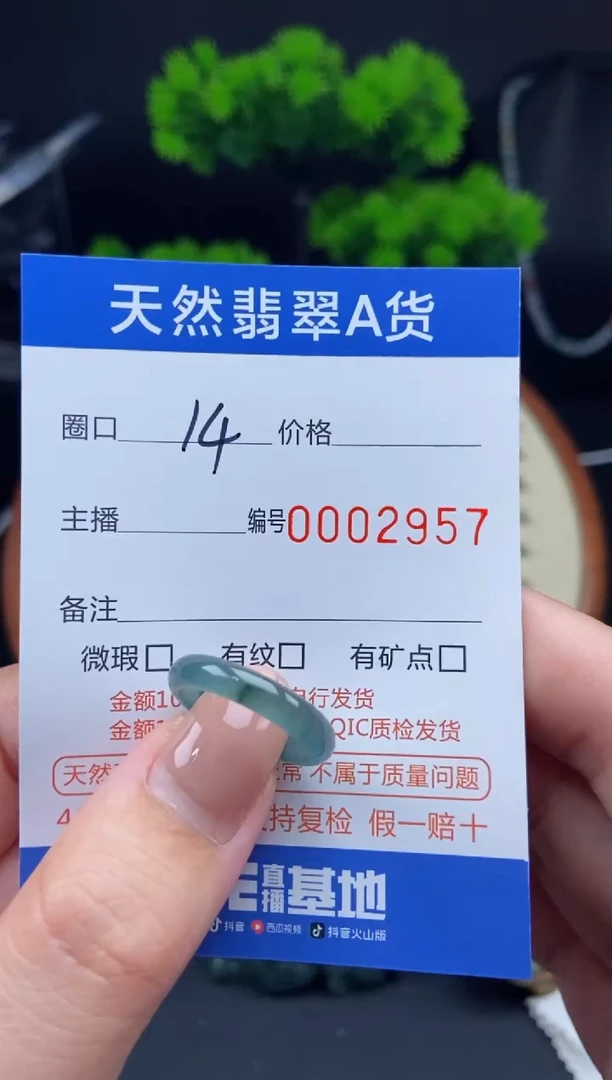 天然翡翠A货
圈口 14 价格
主播 编号0002957
备注
微瑕 有纹 有矿点
金额10 自行发货
金额 QIC质检发货
天然 常 不属于质量问题
持复检 假一赔十
直播基地
抖音 西瓜视频 抖音火山版